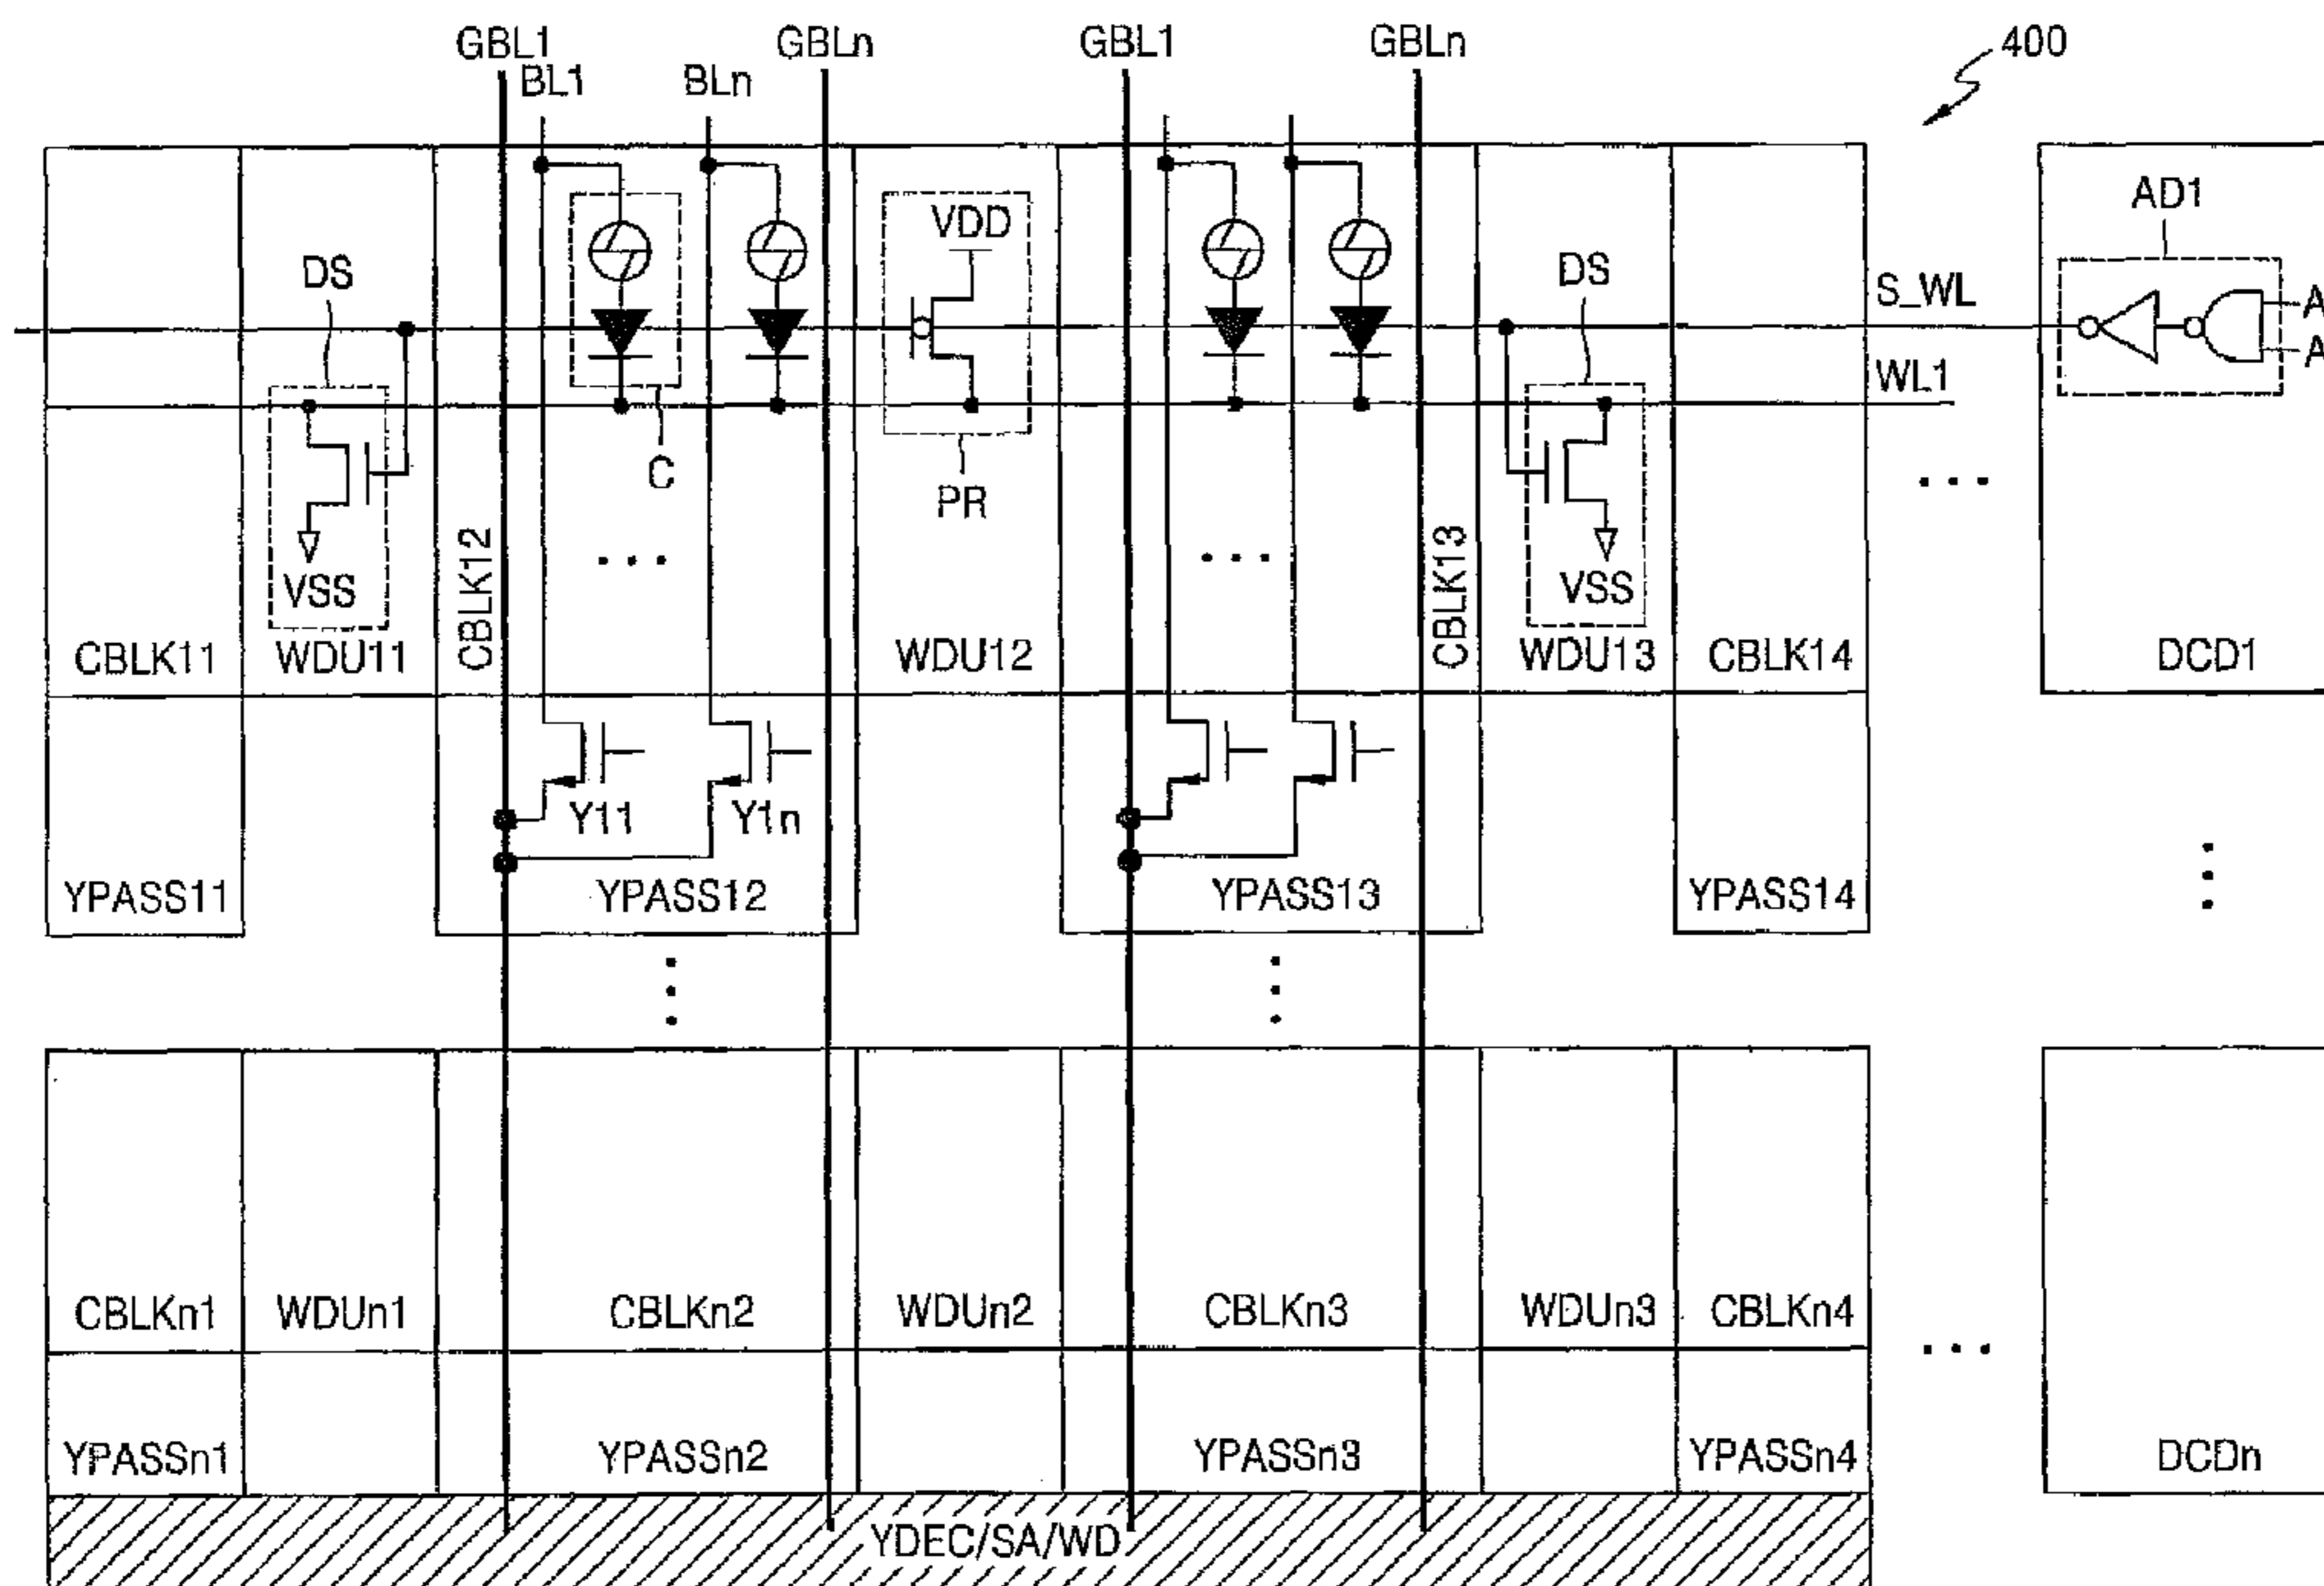 GBL1
GBLn
GBL1
GBLn
400
BL1
BLn
AD1
VDD
DS
DS
S_WL
A
A
WL1
C
PR
CBLK12
CBLK13
VSS
VSS
CBLK11
WDU11
WDU12
WDU13
CBLK14
DCD1
Y11
Y1n
YPASS11
YPASS12
YPASS13
YPASS14
CBLKn1
WDUn1
CBLKn2
WDUn2
CBLKn3
WDUn3
CBLKn4
YPASSn1
YPASSn2
YPASSn3
YPASSn4
DCDn
YDEC/SA/WD